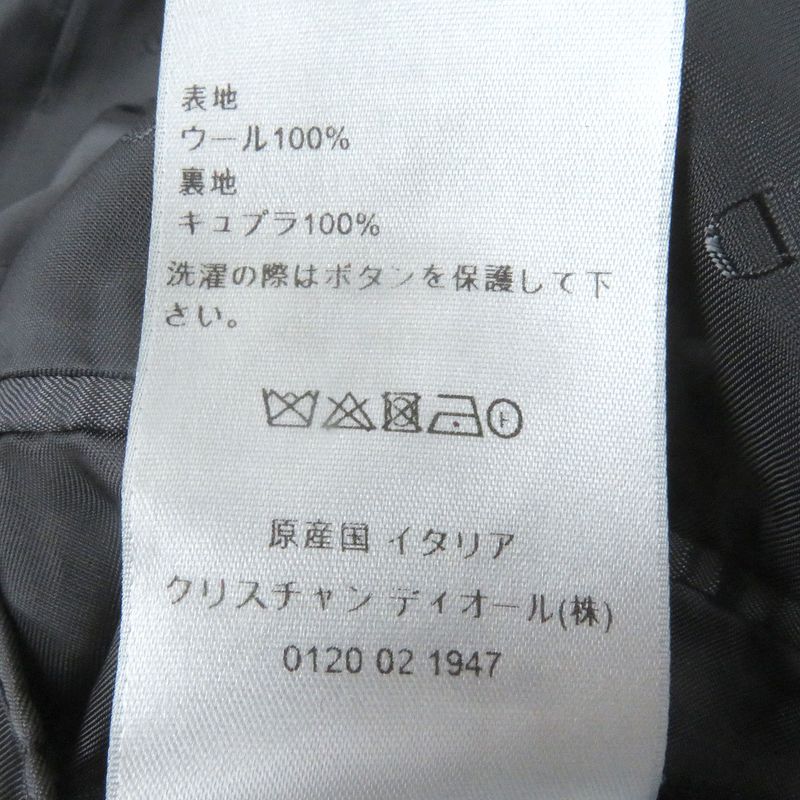 表地
ウール100%
裏地
キュプラ100%
洗濯の際はボタンを保護して下
さい。
F
原産国 イタリア
クリスチャン ディオール(株)
0120 02 1947